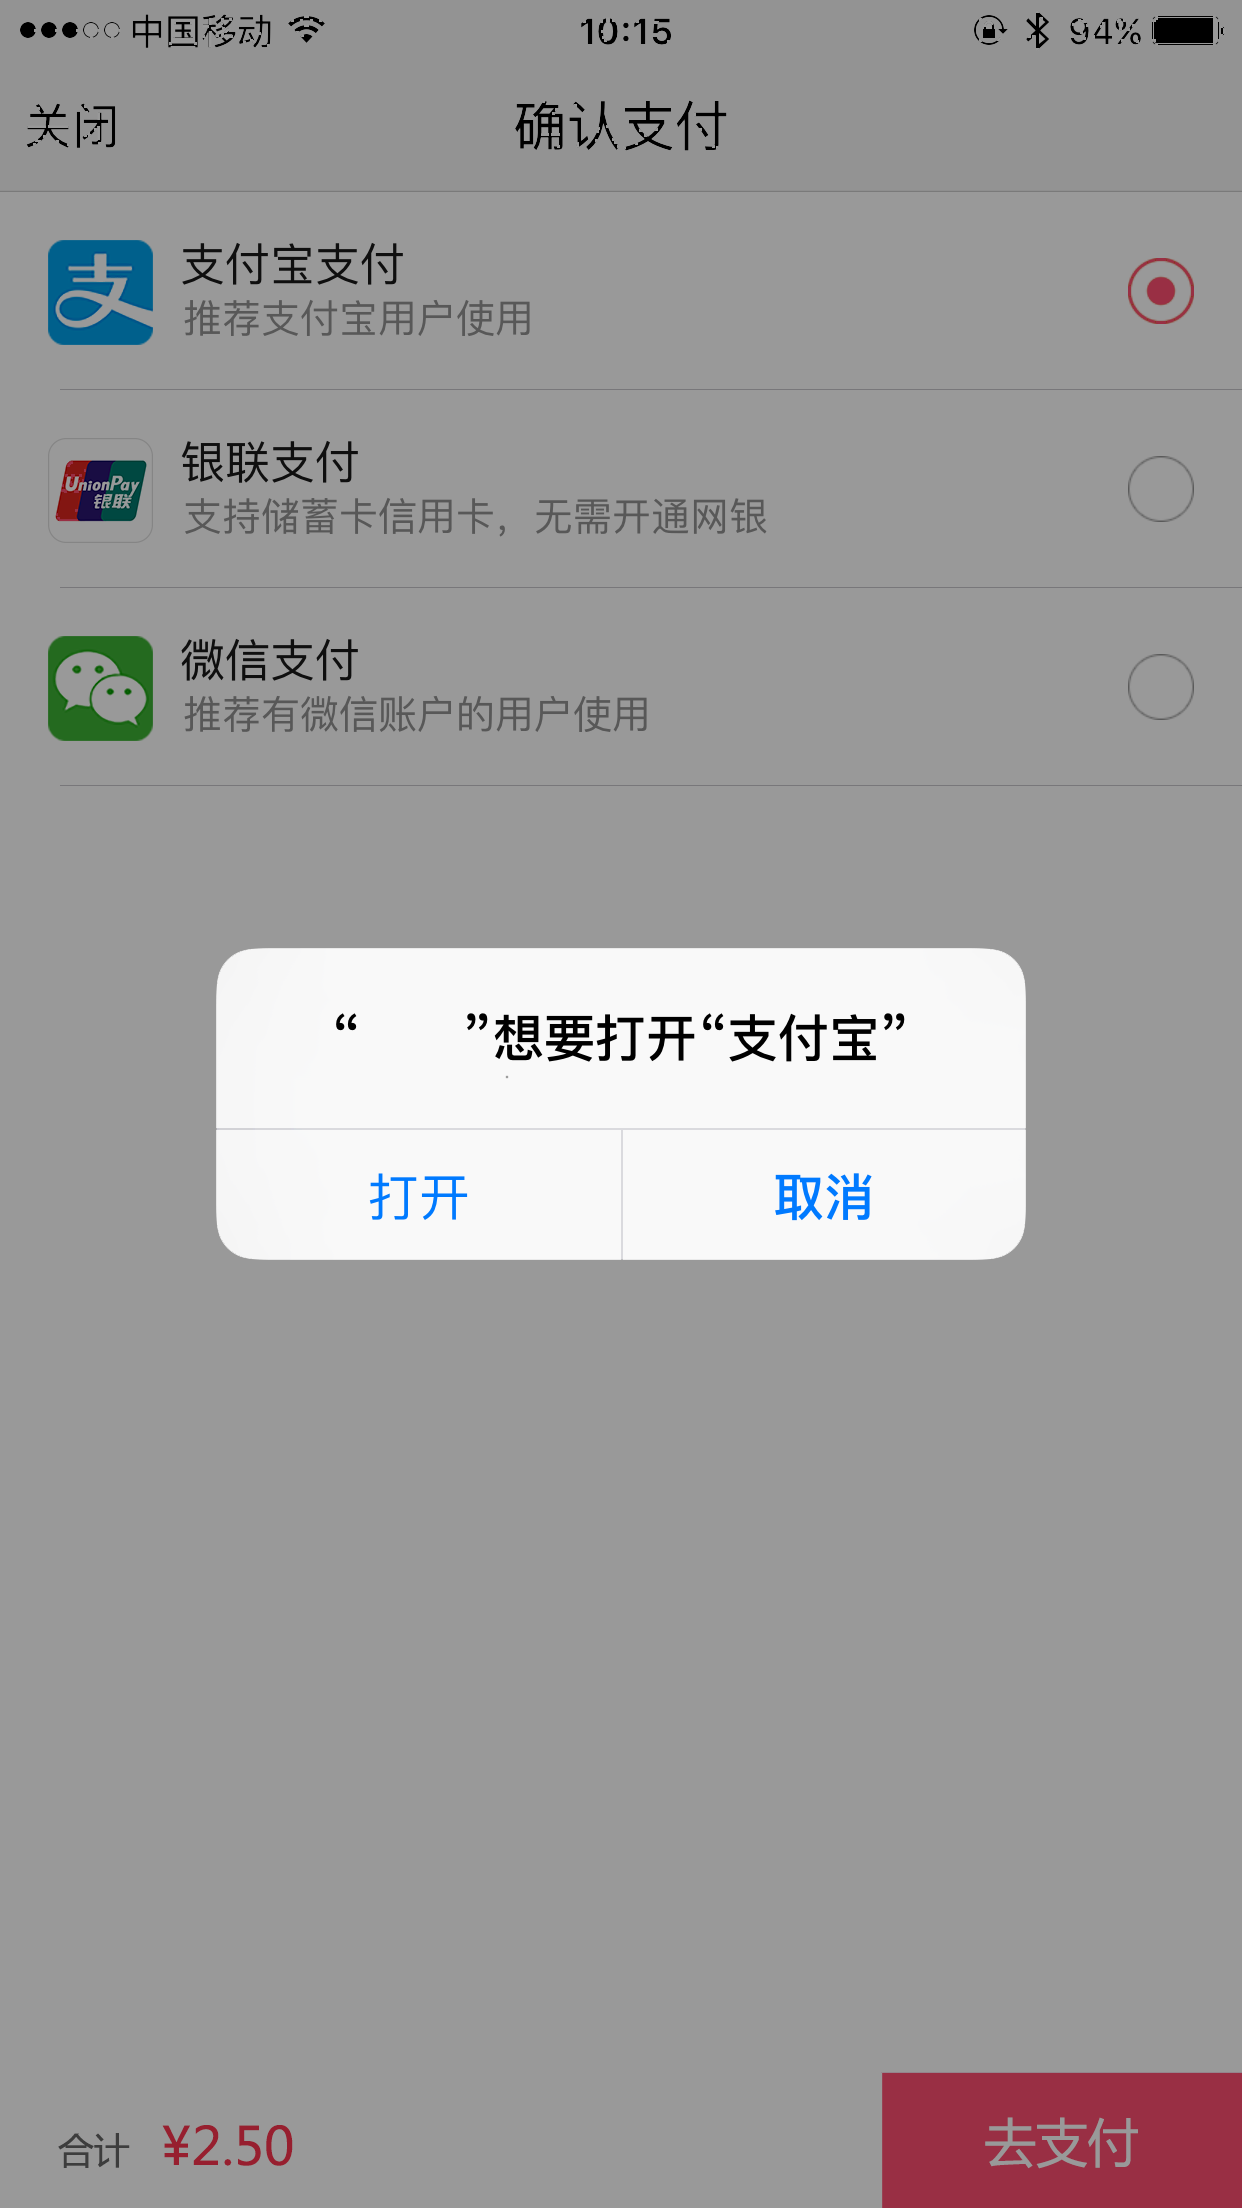 中国移动 10:15 94%
关闭 确认支付
支付宝支付
推荐支付宝用户使用
银联支付
UnionPay
银联
支持储蓄卡信用卡，无需开通网银
微信支付
推荐有微信账户的用户使用
“ ”想要打开“支付宝”
打开 取消
合计 ¥2.50 去支付